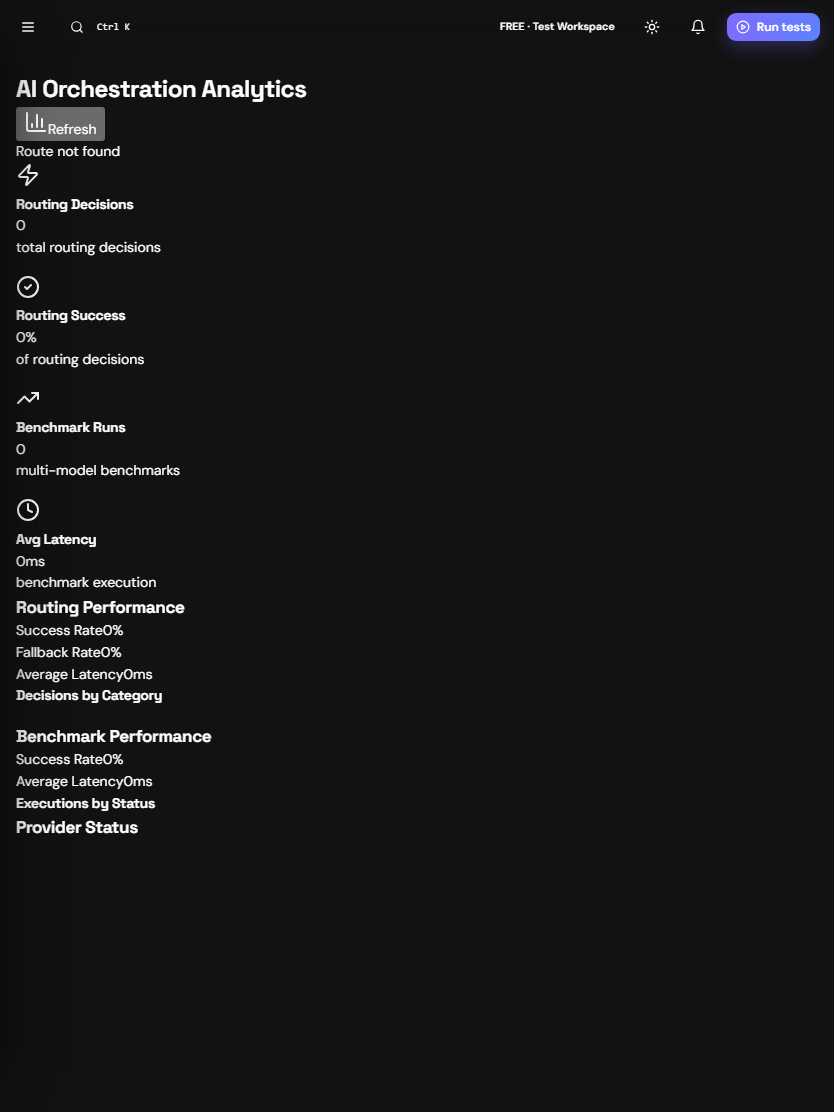 Ctrl K
FREE · Test Workspace
Run tests
AI Orchestration Analytics
Refresh
Route not found
Routing Decisions
0
total routing decisions
Routing Success
0%
of routing decisions
Benchmark Runs
0
multi-model benchmarks
Avg Latency
0ms
benchmark execution
Routing Performance
Success Rate0%
Fallback Rate0%
Average Latency0ms
Decisions by Category
Benchmark Performance
Success Rate0%
Average Latency0ms
Executions by Status
Provider Status